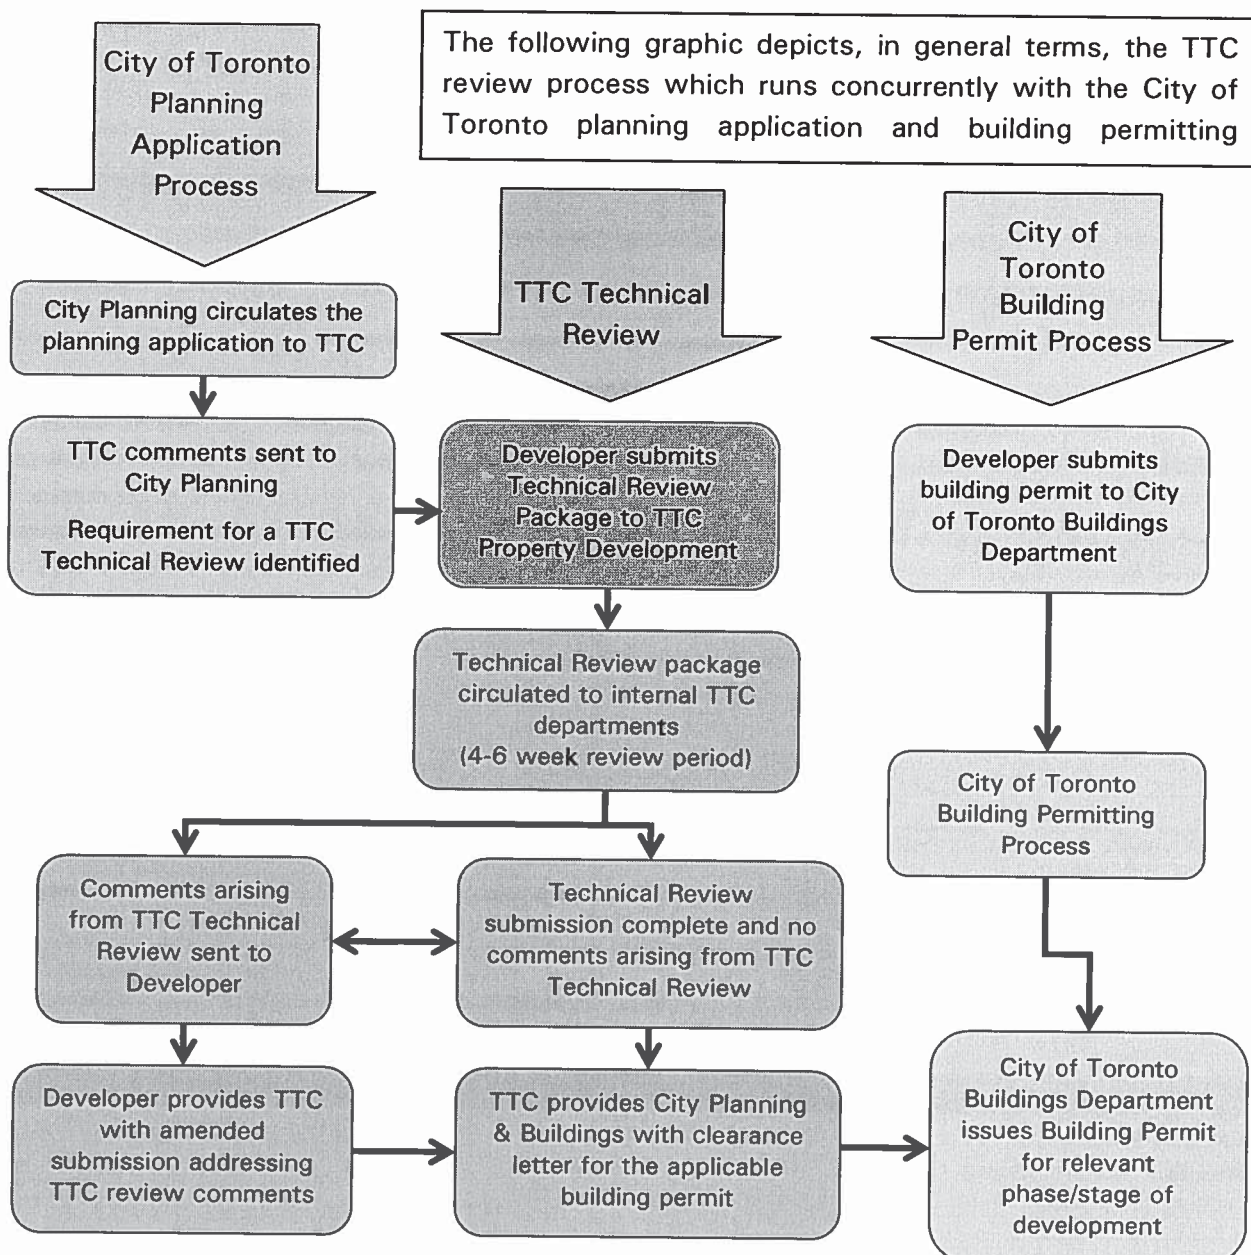 City of Toronto
Planning
Application
Process
The following graphic depicts, in general terms, the TTC
review process which runs concurrently with the City of
Toronto planning application and building permitting
TTC Technical
Review
City of
Toronto
Building
Permit Process
City Planning circulates the
planning application to TTC
TTC comments sent to
City Planning
Requirement for a TTC
Technical Review identified
Developer submits
Technical Review
Package to TTC
Property Development
Developer submits
building permit to City
of Toronto Buildings
Department
Technical Review package
circulated to internal TTC
departments
(4-6 week review period)
City of Toronto
Building Permitting
Process
Comments arising
from TTC Technical
Review sent to
Developer
Technical Review
submission complete and no
comments arising from TTC
Technical Review
Developer provides TTC
with amended
submission addressing
TTC review comments
TTC provides City Planning
& Buildings with clearance
letter for the applicable
building permit
City of Toronto
Buildings Department
issues Building Permit
for relevant
phase/stage of
development